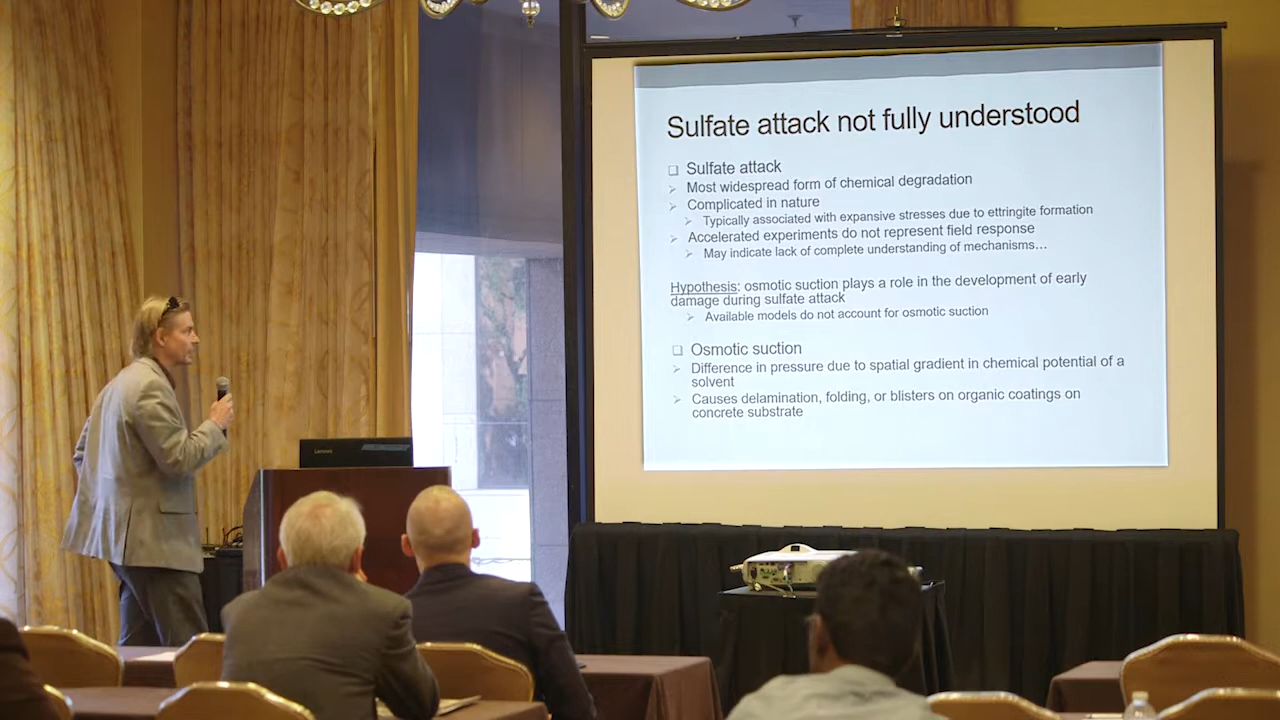 Sulfate attack not fully understood
Sulfate attack
Most widespread form of chemical degradation
Complicated in nature
Typically associated with expansive stresses due to ettringite formation
Accelerated experiments do not represent field response
May indicate lack of complete understanding of mechanisms…
Hypothesis: osmotic suction plays a role in the development of early
damage during sulfate attack
Available models do not account for osmotic suction
Osmotic suction
Difference in pressure due to spatial gradient in chemical potential of a
solvent
Causes delamination, folding, or blisters on organic coatings on
concrete substrate
Lenovo